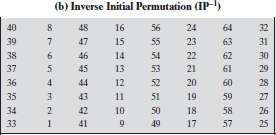 (b) Inverse Initial Permutation (IP–1)
40 8 48 16 56 24 64 32
39 7 47 15 55 23 63 31
38 6 46 14 54 22 62 30
37 5 45 13 53 21 61 29
36 4 44 12 52 20 60 28
35 3 43 11 51 19 59 27
34 2 42 10 50 18 58 26
33 1 41 9 49 17 57 25